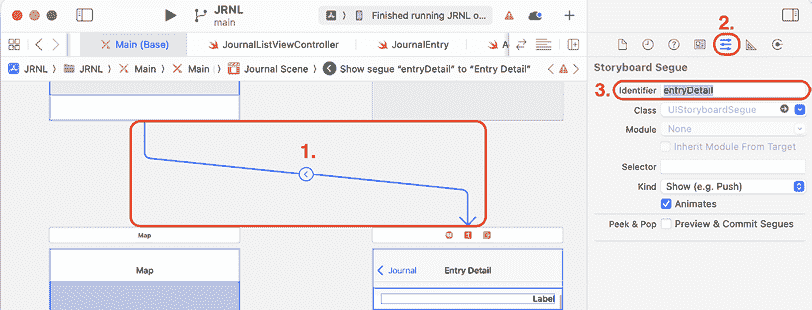 JRNL
main
Finished running JRNL o...
2.
Main (Base)
JournalListViewController
JournalEntry
A
JRNL
JRNL
Main
Main
Journal Scene
Show segue "entryDetail" to "Entry Detail"
Storyboard Segue
3.
Identifier entryDetail
Class UIStoryboardSegue
Module None
Inherit Module From Target
Selector
Kind Show (e.g. Push)
Animates
Peek & Pop Preview & Commit Segues
1.
Map
Map
Journal Entry Detail
Label